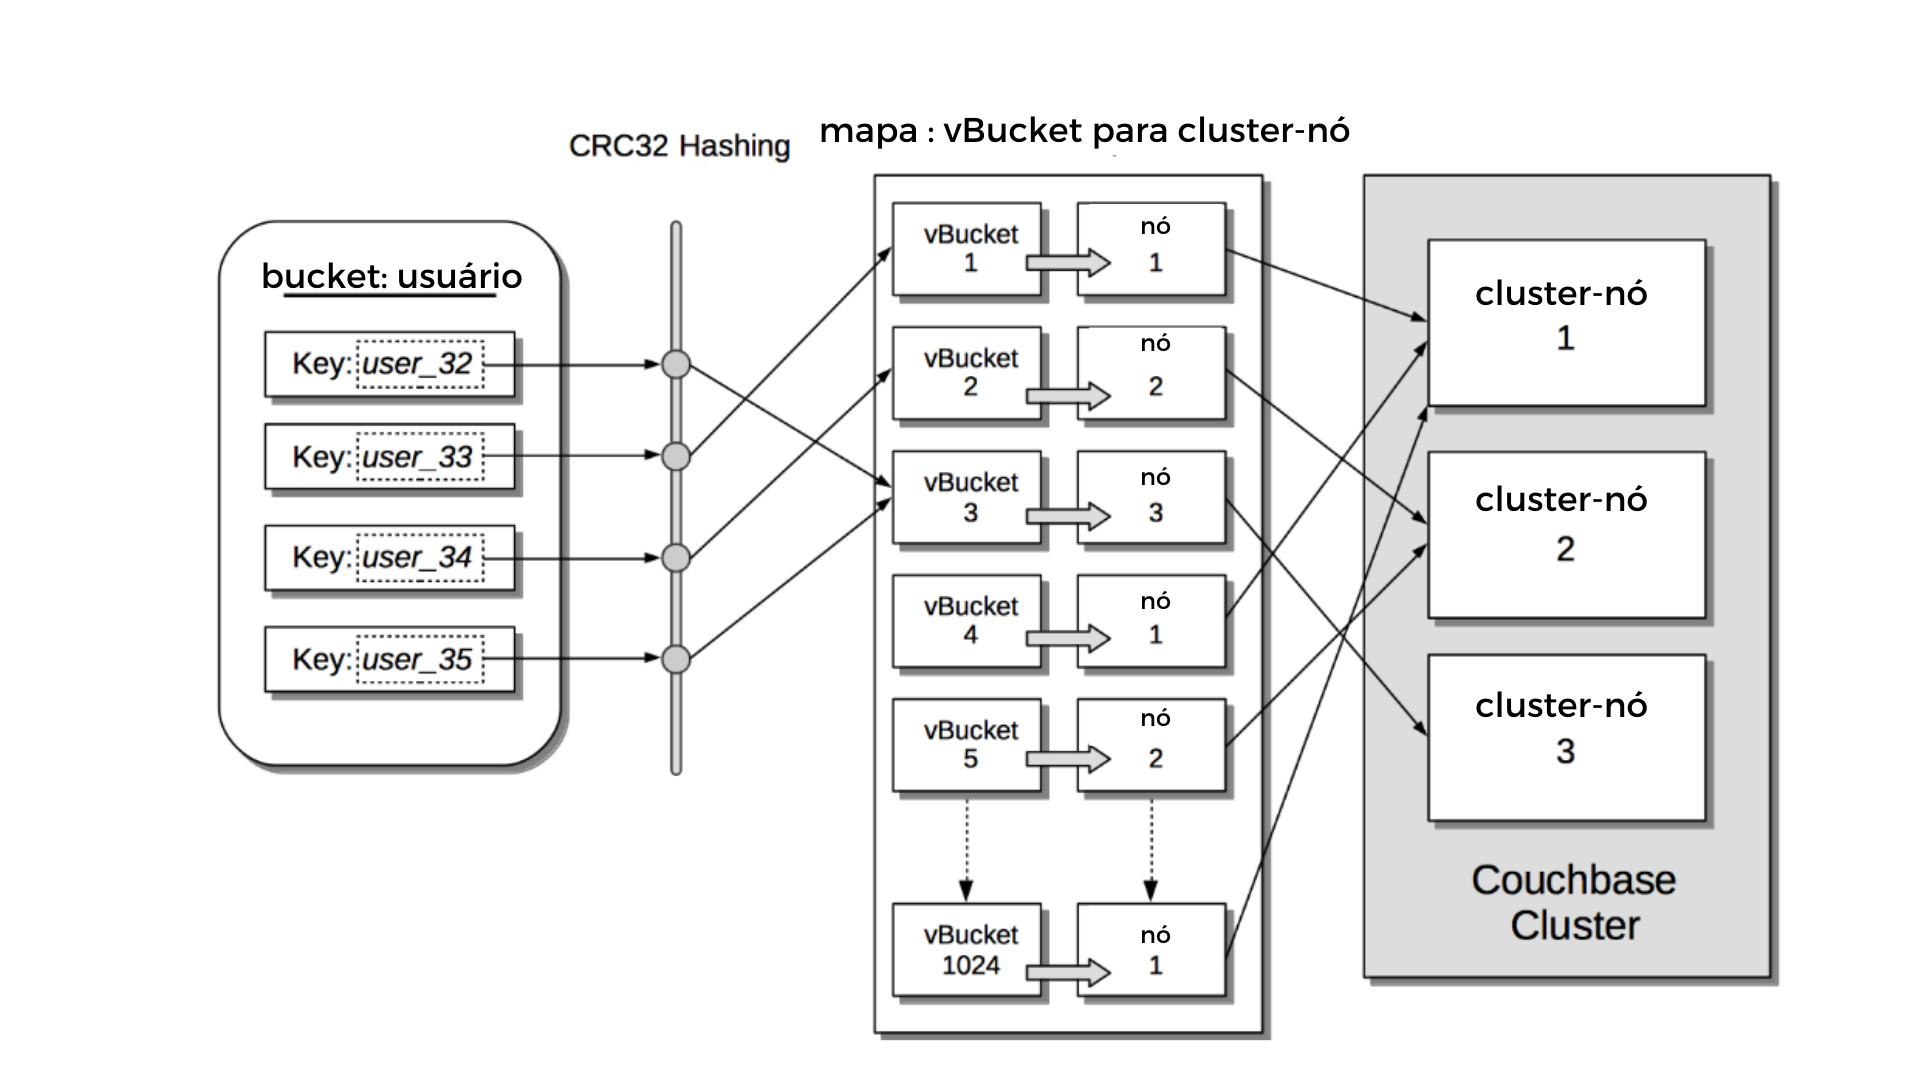 CRC32 Hashing
mapa : vBucket para cluster-nó
bucket: usuário
Key: user_32
Key: user_33
Key: user_34
Key: user_35
vBucket
1
nó
1
vBucket
2
nó
2
vBucket
3
nó
3
vBucket
4
nó
1
vBucket
5
nó
2
vBucket
1024
nó
1
cluster-nó
1
cluster-nó
2
cluster-nó
3
Couchbase
Cluster